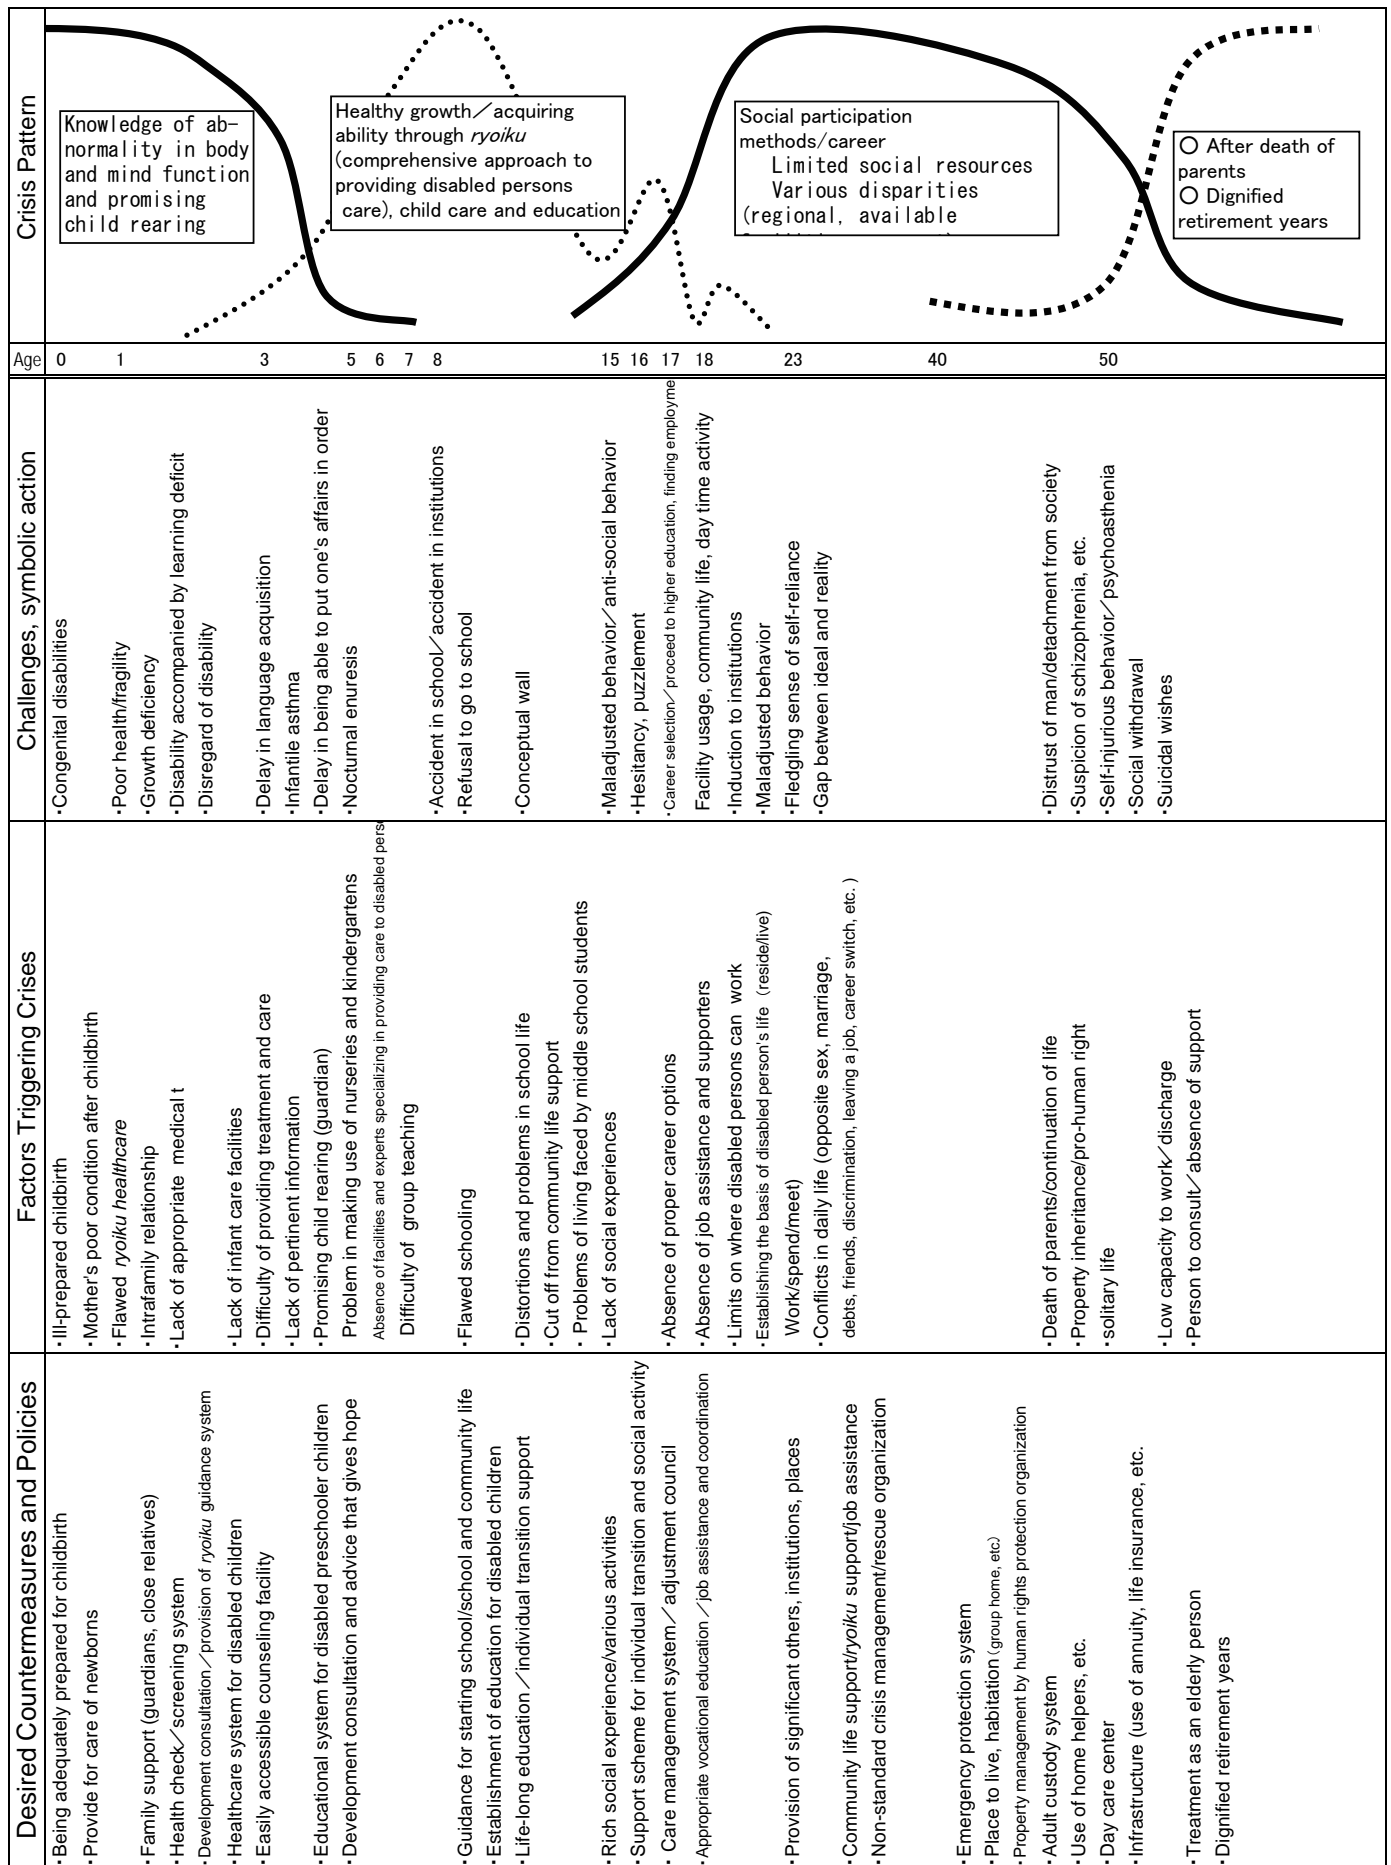 Crisis Pattern
Knowledge of ab-
normality in body
and mind function
and promising
child rearing
Healthy growth／acquiring
ability through ryoiku
(comprehensive approach to
providing disabled persons
care), child care and education
Social participation
methods/career
Limited social resources
Various disparities
(regional, available
○ After death of
parents
○ Dignified
retirement years
Age 0 1 3 5 6 7 8 15 16 17 18 23 40 50
Challenges, symbolic action
・Congenital disabilities
・Poor health/fragility
・Growth deficiency
・Disability accompanied by learning deficit
・Disregard of disability
・Delay in language acquisition
・Infantile asthma
・Delay in being able to put one's affairs in order
・Nocturnal enuresis
・Accident in school／accident in institutions
・Refusal to go to school
・Conceptual wall
・Maladjusted behavior／anti-social behavior
・Hesitancy, puzzlement
・Career selection／proceed to higher education, finding employme
Facility usage, community life, day time activity
・Induction to institutions
・Maladjusted behavior
・Fledgling sense of self-reliance
・Gap between ideal and reality
・Distrust of man/detachment from society
・Suspicion of schizophrenia, etc.
・Self-injurious behavior／psychoasthenia
・Social withdrawal
・Suicidal wishes
Factors Triggering Crises
・Ill-prepared childbirth
・Mother's poor condition after childbirth
・Flawed ryoiku healthcare
・Intrafamily relationship
・Lack of appropriate medical t
・Lack of infant care facilities
・Difficulty of providing treatment and care
・Lack of pertinent information
・Promising child rearing (guardian)
Problem in making use of nurseries and kindergartens
Absence of facilities and experts specializing in providing care to disabled perso
Difficulty of group teaching
・Flawed schooling
・Distortions and problems in school life
・Cut off from community life support
・Problems of living faced by middle school students
・Lack of social experiences
・Absence of proper career options
・Absence of job assistance and supporters
・Limits on where disabled persons can work
・Establishing the basis of disabled person's life (reside/live)
Work/spend/meet)
・Conflicts in daily life (opposite sex, marriage,
debts, friends, discrimination, leaving a job, career switch, etc. )
・Death of parents/continuation of life
・Property inheritance/pro-human right
・solitary life
・Low capacity to work／discharge
・Person to consult／absence of support
Desired Countermeasures and Policies
・Being adequately prepared for childbirth
・Provide for care of newborns
・Family support (guardians, close relatives)
・Health check／screening system
・Development consultation／provision of ryoiku guidance system
・Healthcare system for disabled children
・Easily accessible counseling facility
・Educational system for disabled preschooler children
・Development consultation and advice that gives hope
・Guidance for starting school/school and community life
・Establishment of education for disabled children
・Life-long education／individual transition support
・Rich social experience/various activities
・Support scheme for individual transition and social activity
・Care management system／adjustment council
・Appropriate vocational education ／job assistance and coordination
・Provision of significant others, institutions, places
・Community life support/ryoiku support/job assistance
・Non-standard crisis management/rescue organization
・Emergency protection system
・Place to live, habitation (group home, etc)
・Property management by human rights protection organization
・Adult custody system
・Use of home helpers, etc.
・Day care center
・Infrastructure (use of annuity, life insurance, etc.
・Treatment as an elderly person
・Dignified retirement years